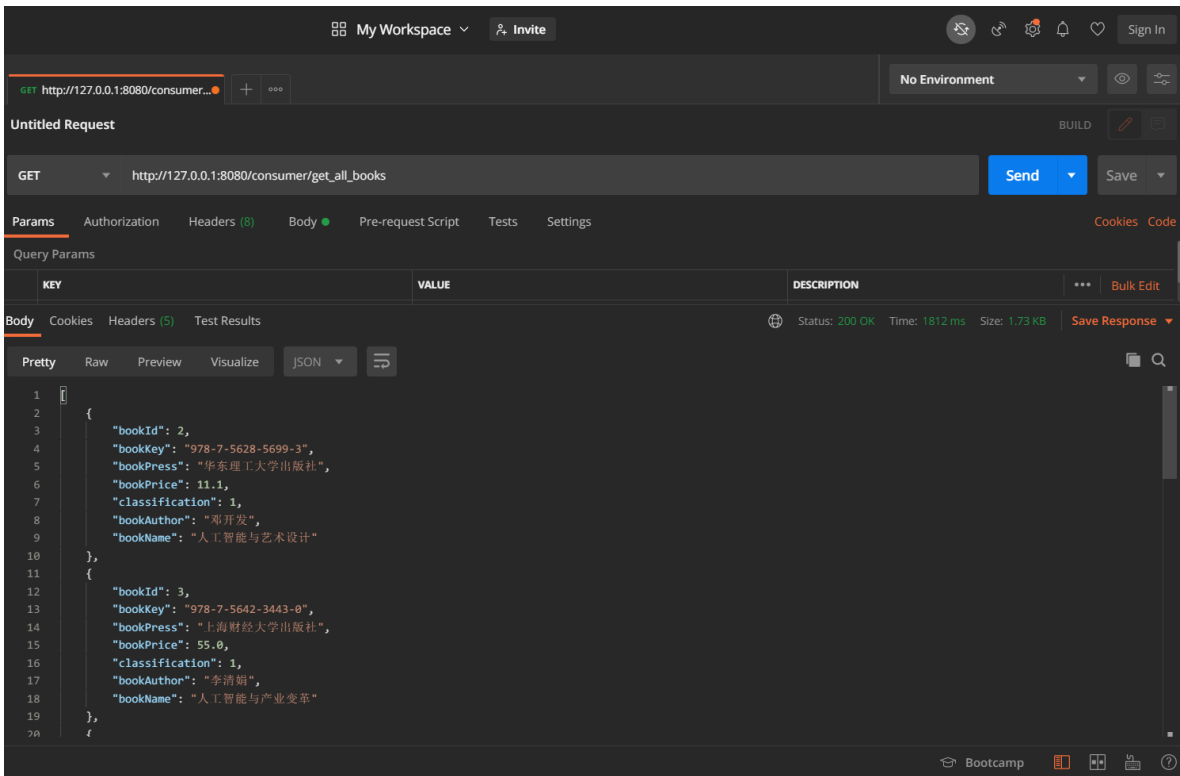 My Workspace Invite Sign In
GET http://127.0.0.1:8080/consumer... No Environment
Untitled Request BUILD
GET http://127.0.0.1:8080/consumer/get_all_books Send Save
Params Authorization Headers (8) Body Pre-request Script Tests Settings Cookies Code
Query Params
KEY VALUE DESCRIPTION ••• Bulk Edit
Body Cookies Headers (5) Test Results Status: 200 OK Time: 1812 ms Size: 1.73 KB Save Response
Pretty Raw Preview Visualize JSON
1 [
2 {
3 "bookId": 2,
4 "bookKey": "978-7-5628-5699-3",
5 "bookPress": "华东理工大学出版社",
6 "bookPrice": 11.1,
7 "classification": 1,
8 "bookAuthor": "邓开发",
9 "bookName": "人工智能与艺术设计"
10 },
11 {
12 "bookId": 3,
13 "bookKey": "978-7-5642-3443-0",
14 "bookPress": "上海财经大学出版社",
15 "bookPrice": 55.0,
16 "classification": 1,
17 "bookAuthor": "李清娟",
18 "bookName": "人工智能与产业变革"
19 },
20 {
Bootcamp